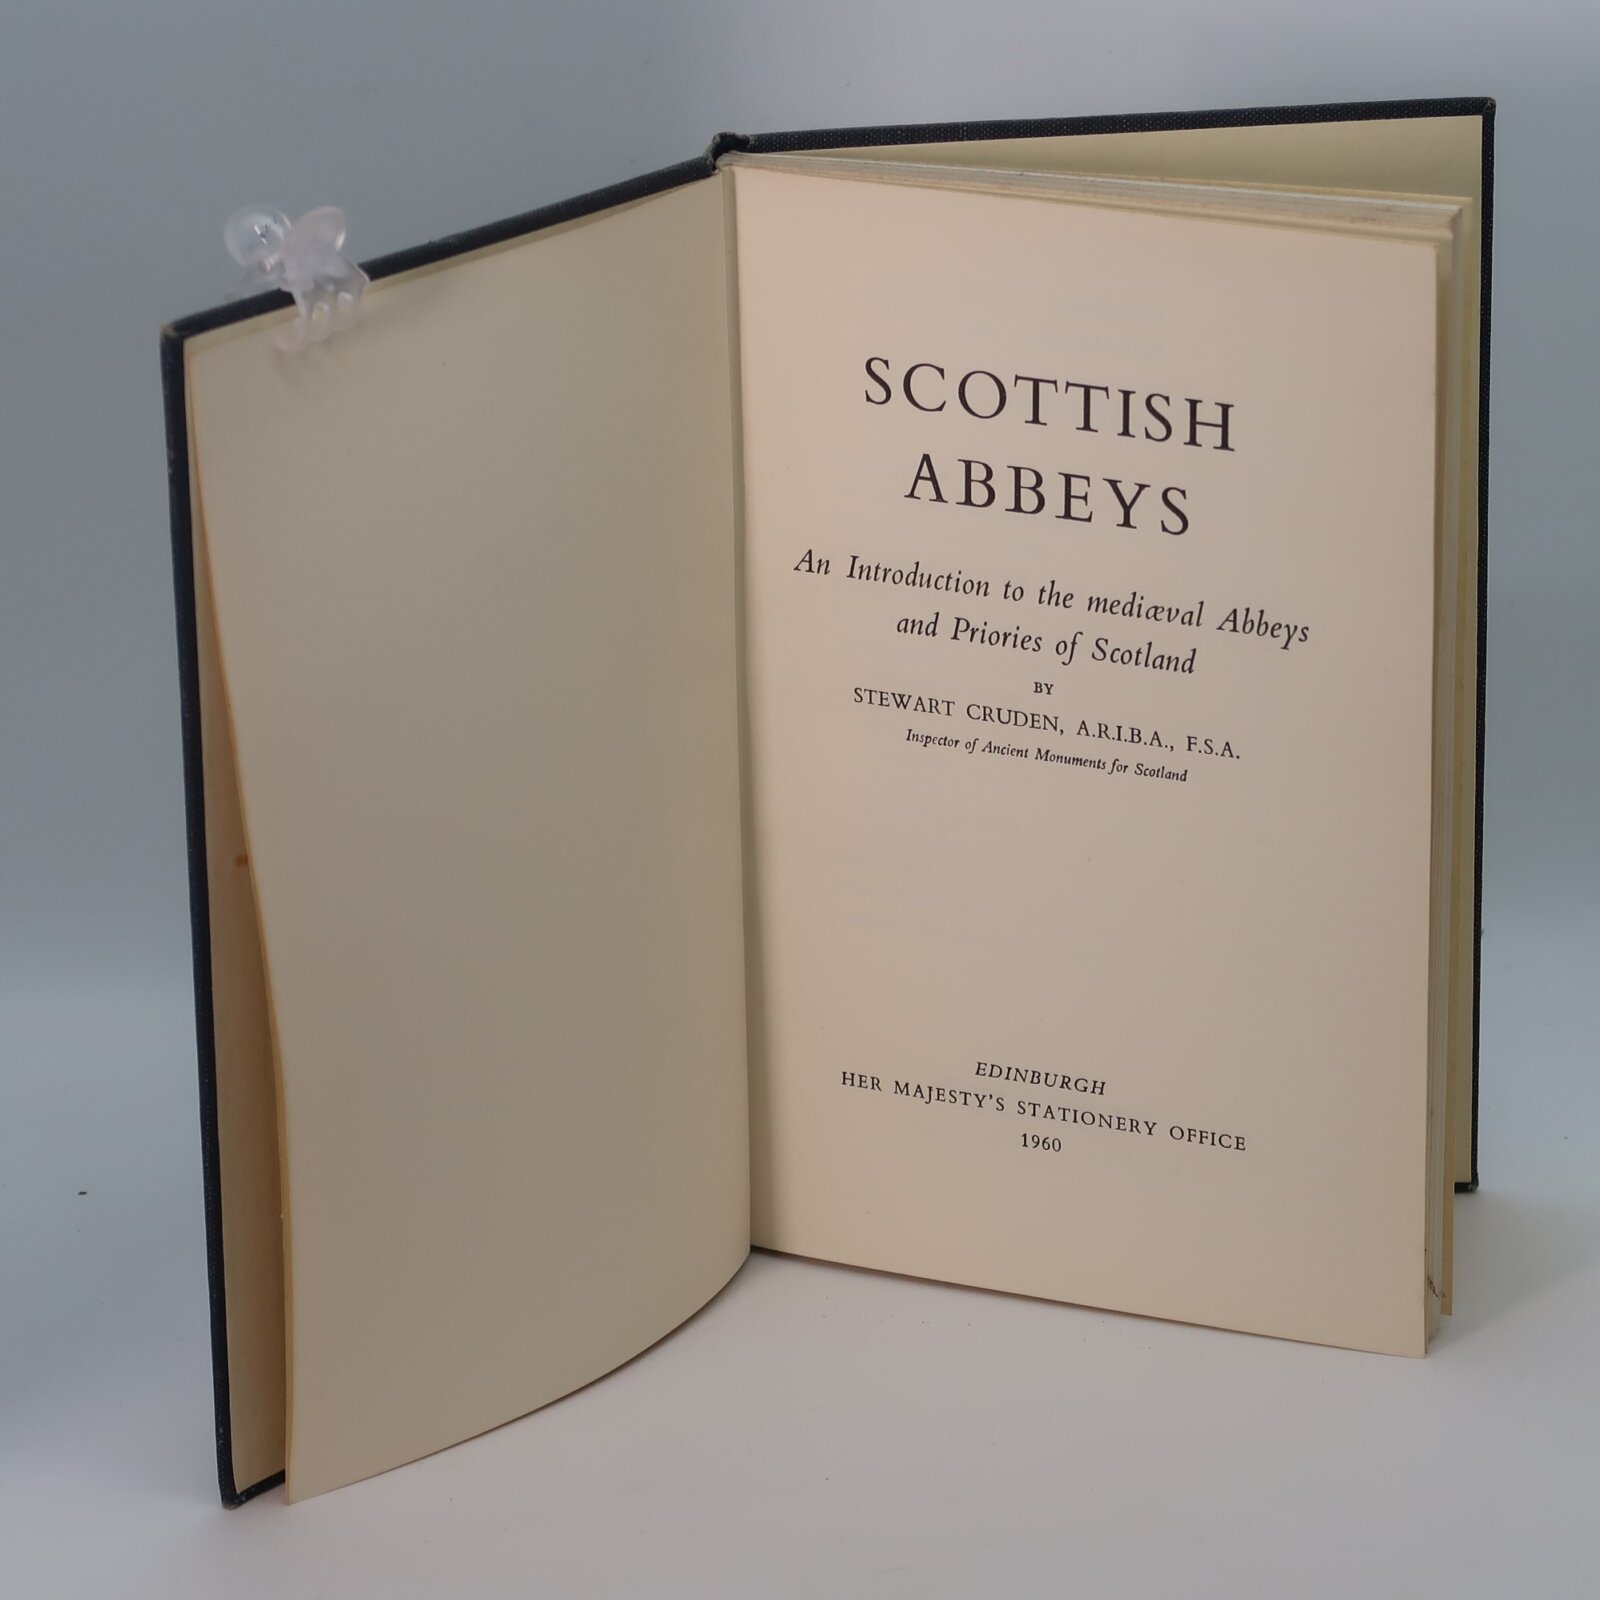 SCOTTISH
ABBEYS
An Introduction to the mediæval Abbeys
and Priories of Scotland
BY
STEWART CRUDEN, A.R.I.B.A., F.S.A.
Inspector of Ancient Monuments for Scotland
EDINBURGH
HER MAJESTY'S STATIONERY OFFICE
1960